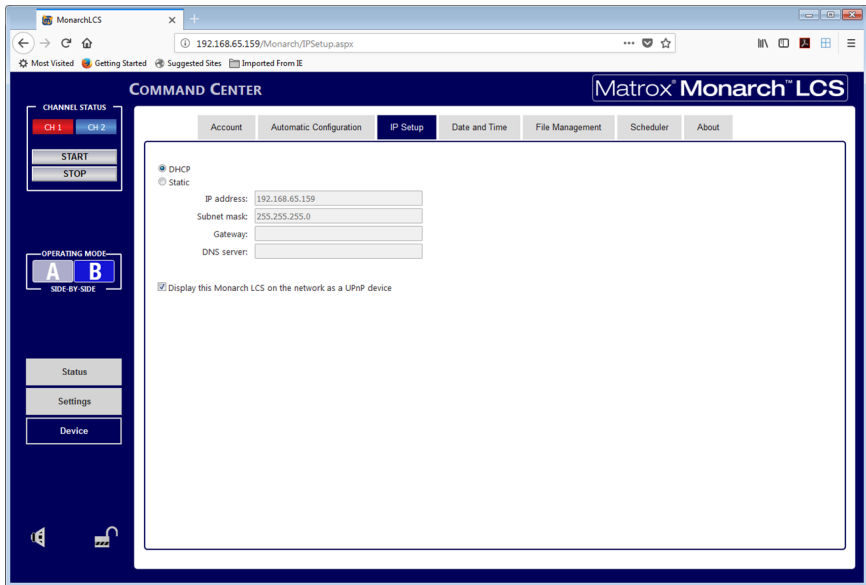 MonarchLCS
192.168.65.159/Monarch/IPSetup.aspx
Most Visited Getting Started Suggested Sites Imported From IE
COMMAND CENTER
Matrox® Monarch™ LCS
CHANNEL STATUS
CH 1 CH 2
START
STOP
Account Automatic Configuration IP Setup Date and Time File Management Scheduler About
DHCP
Static
IP address: 192.168.65.159
Subnet mask: 255.255.255.0
Gateway:
DNS server:
Display this Monarch LCS on the network as a UPnP device
OPERATING MODE
A B
SIDE-BY-SIDE
Status
Settings
Device